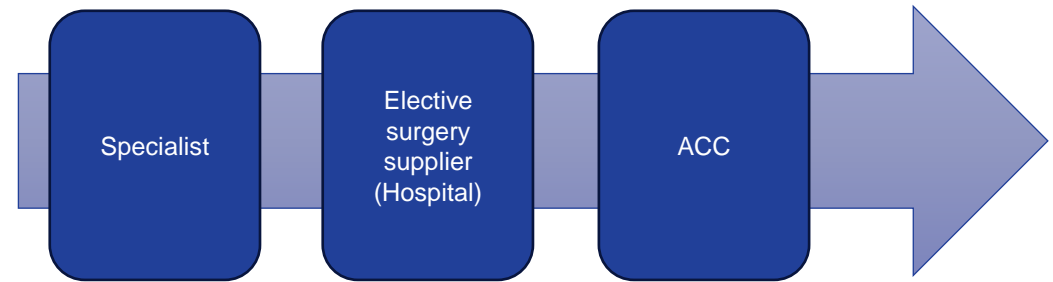 Specialist
Elective
surgery
supplier
(Hospital)
ACC